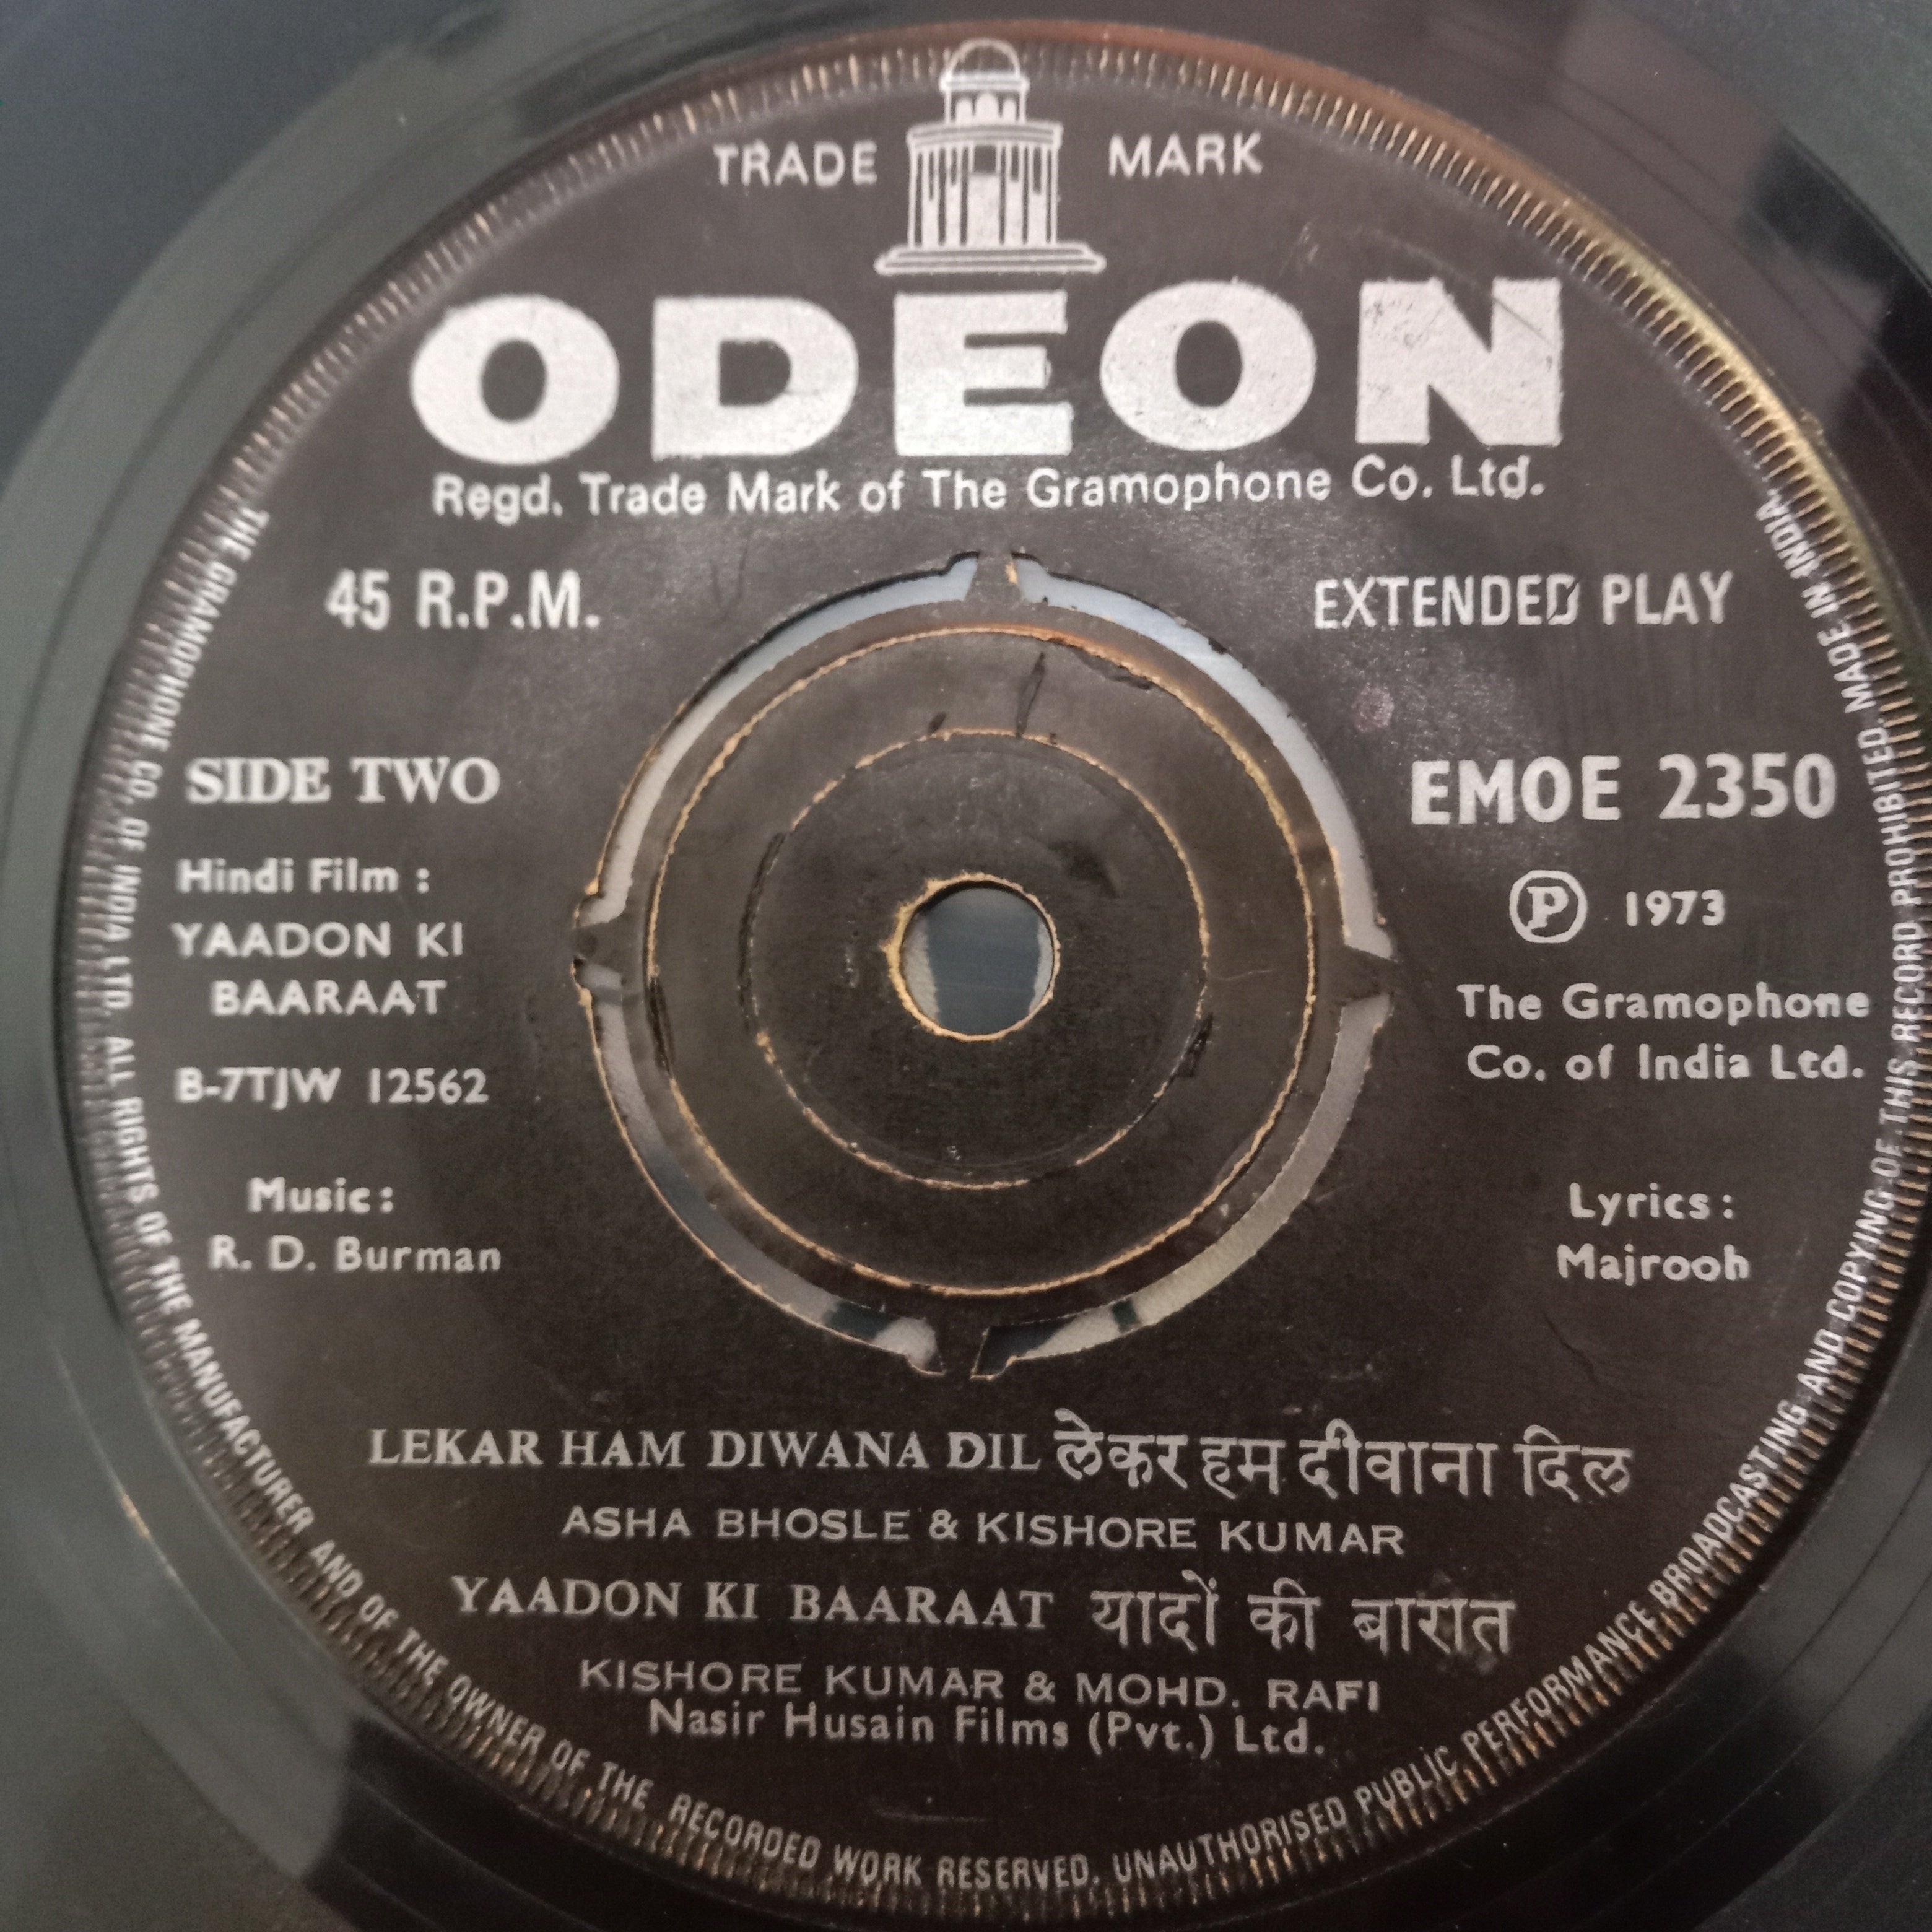 TRADE MARK
ODEON
Regd. Trade Mark of The Gramophone Co. Ltd.
45 R.P.M.
EXTENDED PLAY
SIDE TWO
EMOE 2350
Hindi Film :
YAADON KI
BAARAAT
B-7TJW 12562
Ⓟ 1973
The Gramophone
Co. of India Ltd.
Music :
R. D. Burman
Lyrics :
Majrooh
LEKAR HAM DIWANA DIL लेकर हम दीवाना दिल
ASHA BHOSLE & KISHORE KUMAR
YAADON KI BAARAAT यादों की बारात
KISHORE KUMAR & MOHD. RAFI
Nasir Husain Films (Pvt.) Ltd.
THE GRAMOPHONE CO. OF INDIA LTD. ALL RIGHTS OF THE MANUFACTURER AND OF THE OWNER OF THE RECORDED WORK RESERVED. UNAUTHORISED PUBLIC PERFORMANCE BROADCASTING AND COPYING OF THIS RECORD PROHIBITED. MADE IN INDIA.